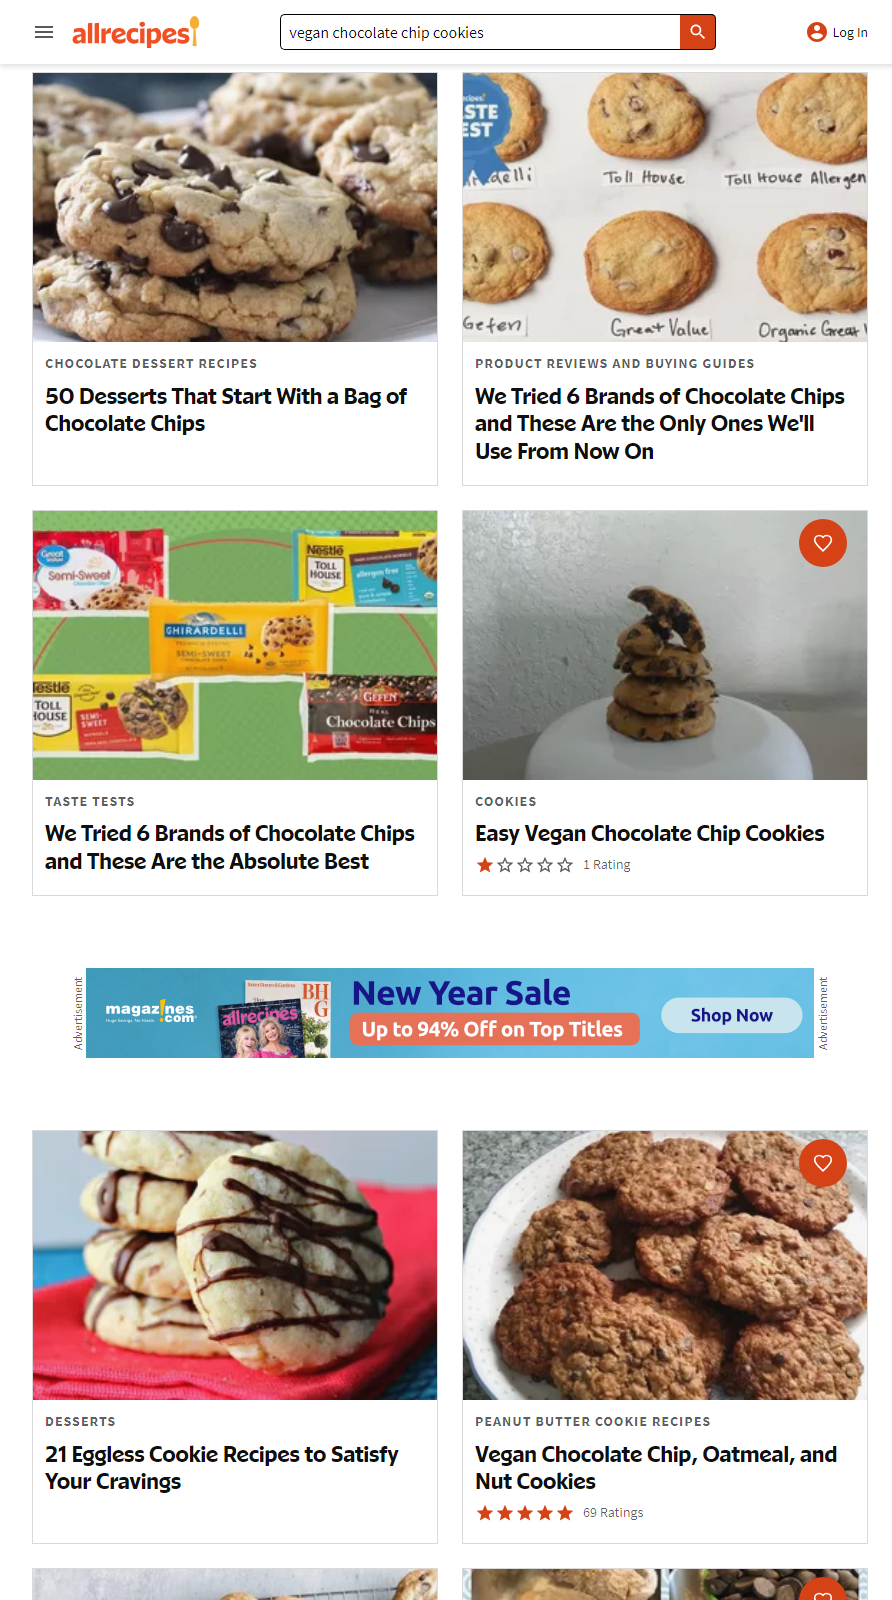 allrecipes
vegan chocolate chip cookies
Log In
STE
EST
Toll House
Toll House Allergen
Gefen
Great Value
Organic Great
CHOCOLATE DESSERT RECIPES
50 Desserts That Start With a Bag of
Chocolate Chips
PRODUCT REVIEWS AND BUYING GUIDES
We Tried 6 Brands of Chocolate Chips
and These Are the Only Ones We'll
Use From Now On
Great
Value
Semi-Sweet
Nestle
TOLL
HOUSE
allergen free
GHIRARDELLI
SEMI-SWEET
TOLL
HOUSE
SEMI-
SWEET
GEFEN
REAL
Chocolate Chips
TASTE TESTS
We Tried 6 Brands of Chocolate Chips
and These Are the Absolute Best
COOKIES
Easy Vegan Chocolate Chip Cookies
1 Rating
Advertisement
magazines
.com
Huge Savings. No Hassle.
BH
G
allrecipes
New Year Sale
Up to 94% Off on Top Titles
Shop Now
Advertisement
DESSERTS
21 Eggless Cookie Recipes to Satisfy
Your Cravings
PEANUT BUTTER COOKIE RECIPES
Vegan Chocolate Chip, Oatmeal, and
Nut Cookies
69 Ratings